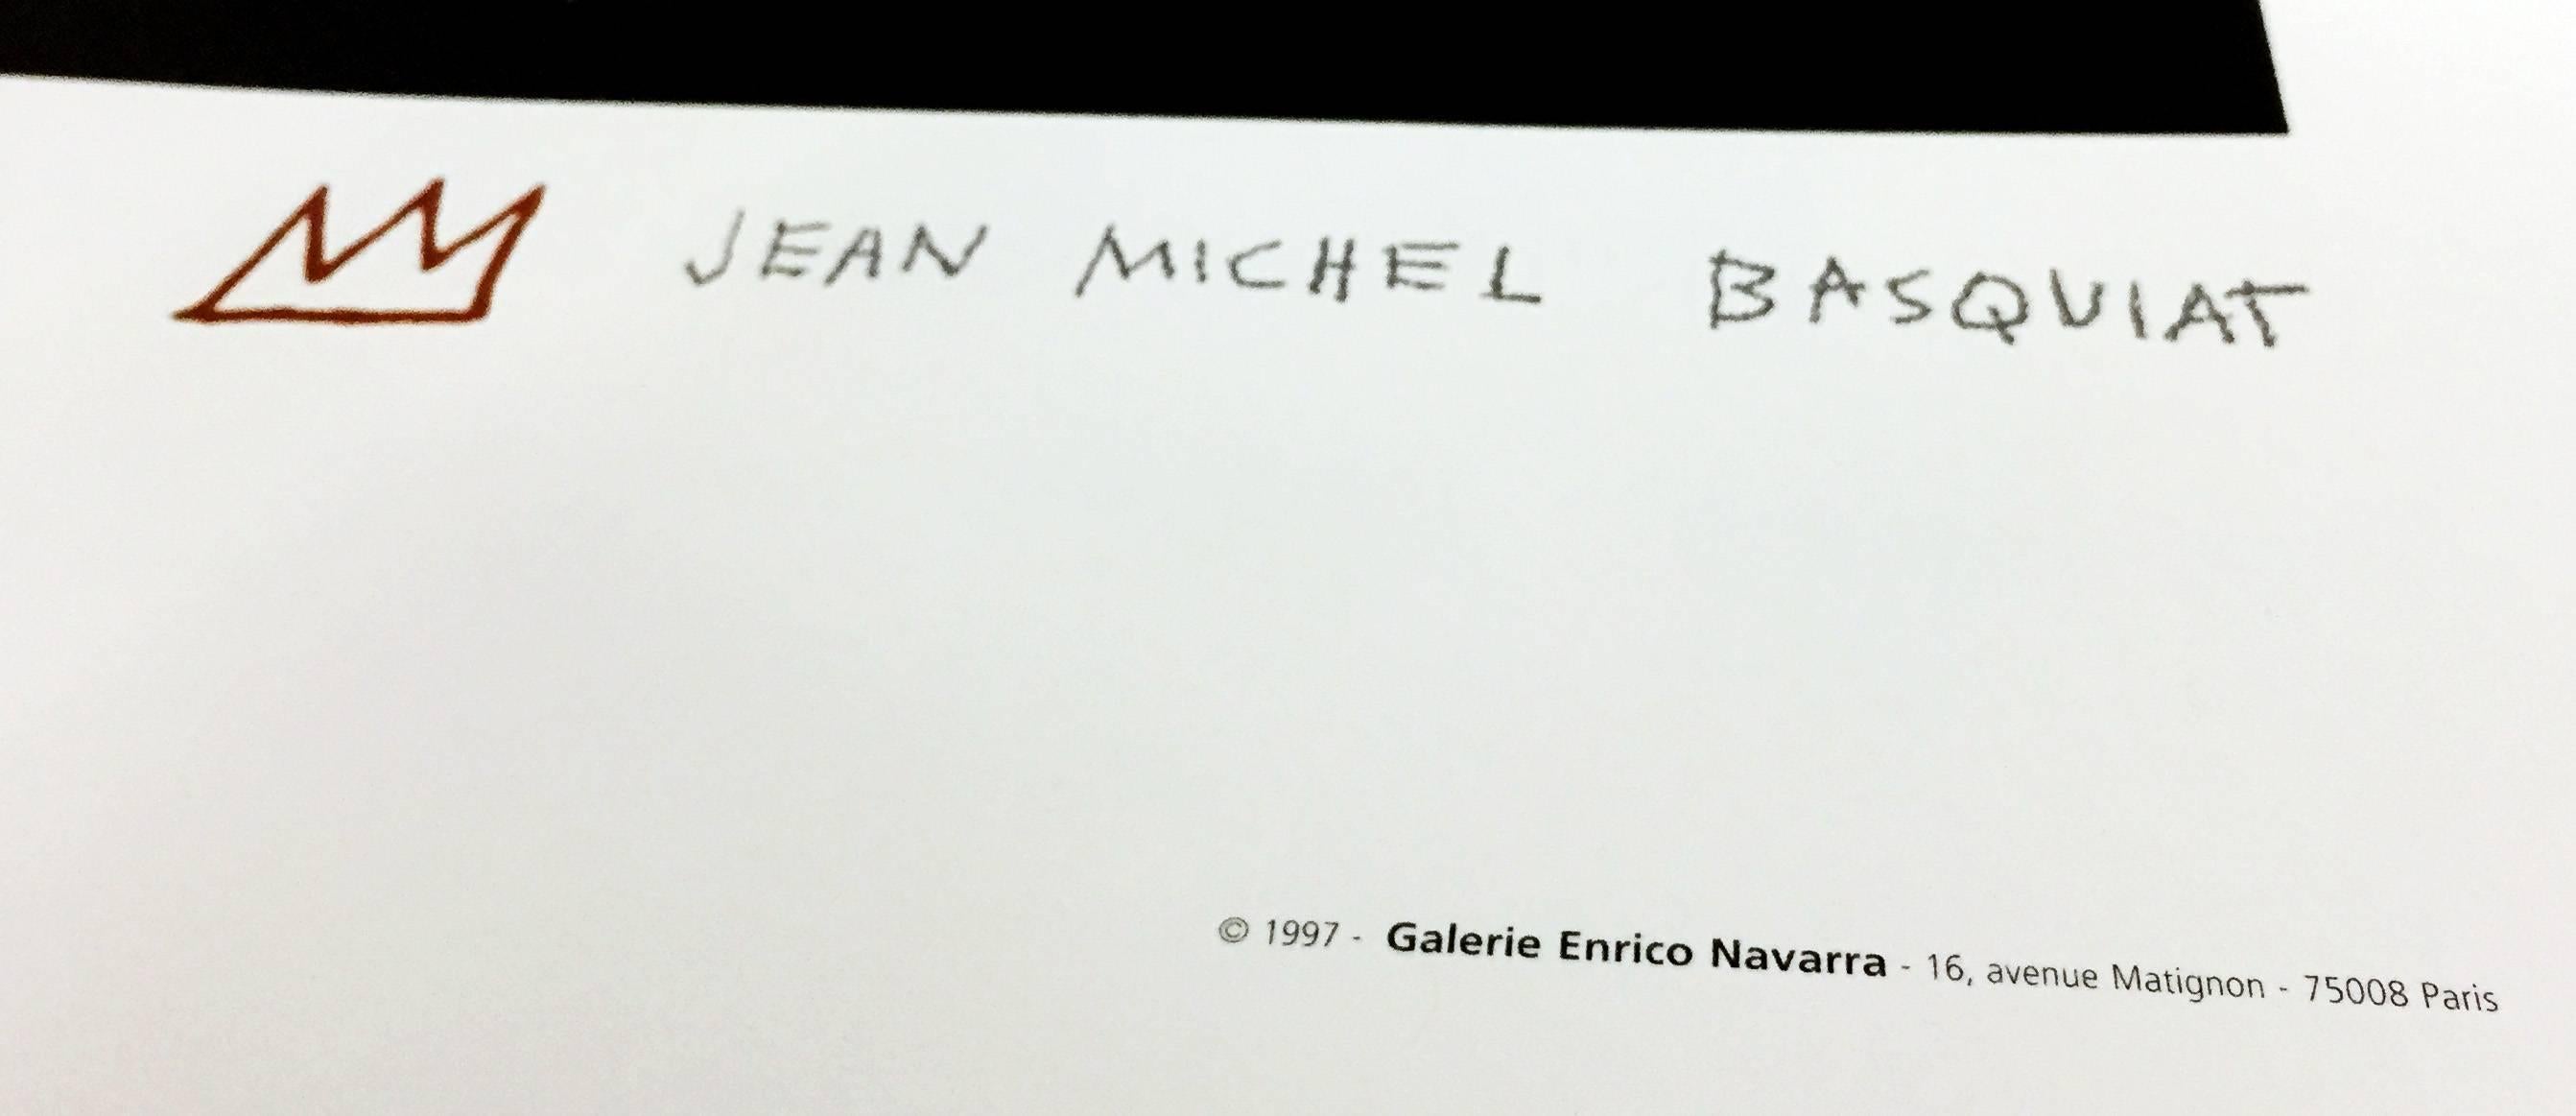 JEAN MICHEL BASQUIAT
© 1997 - Galerie Enrico Navarra - 16, avenue Matignon - 75008 Paris